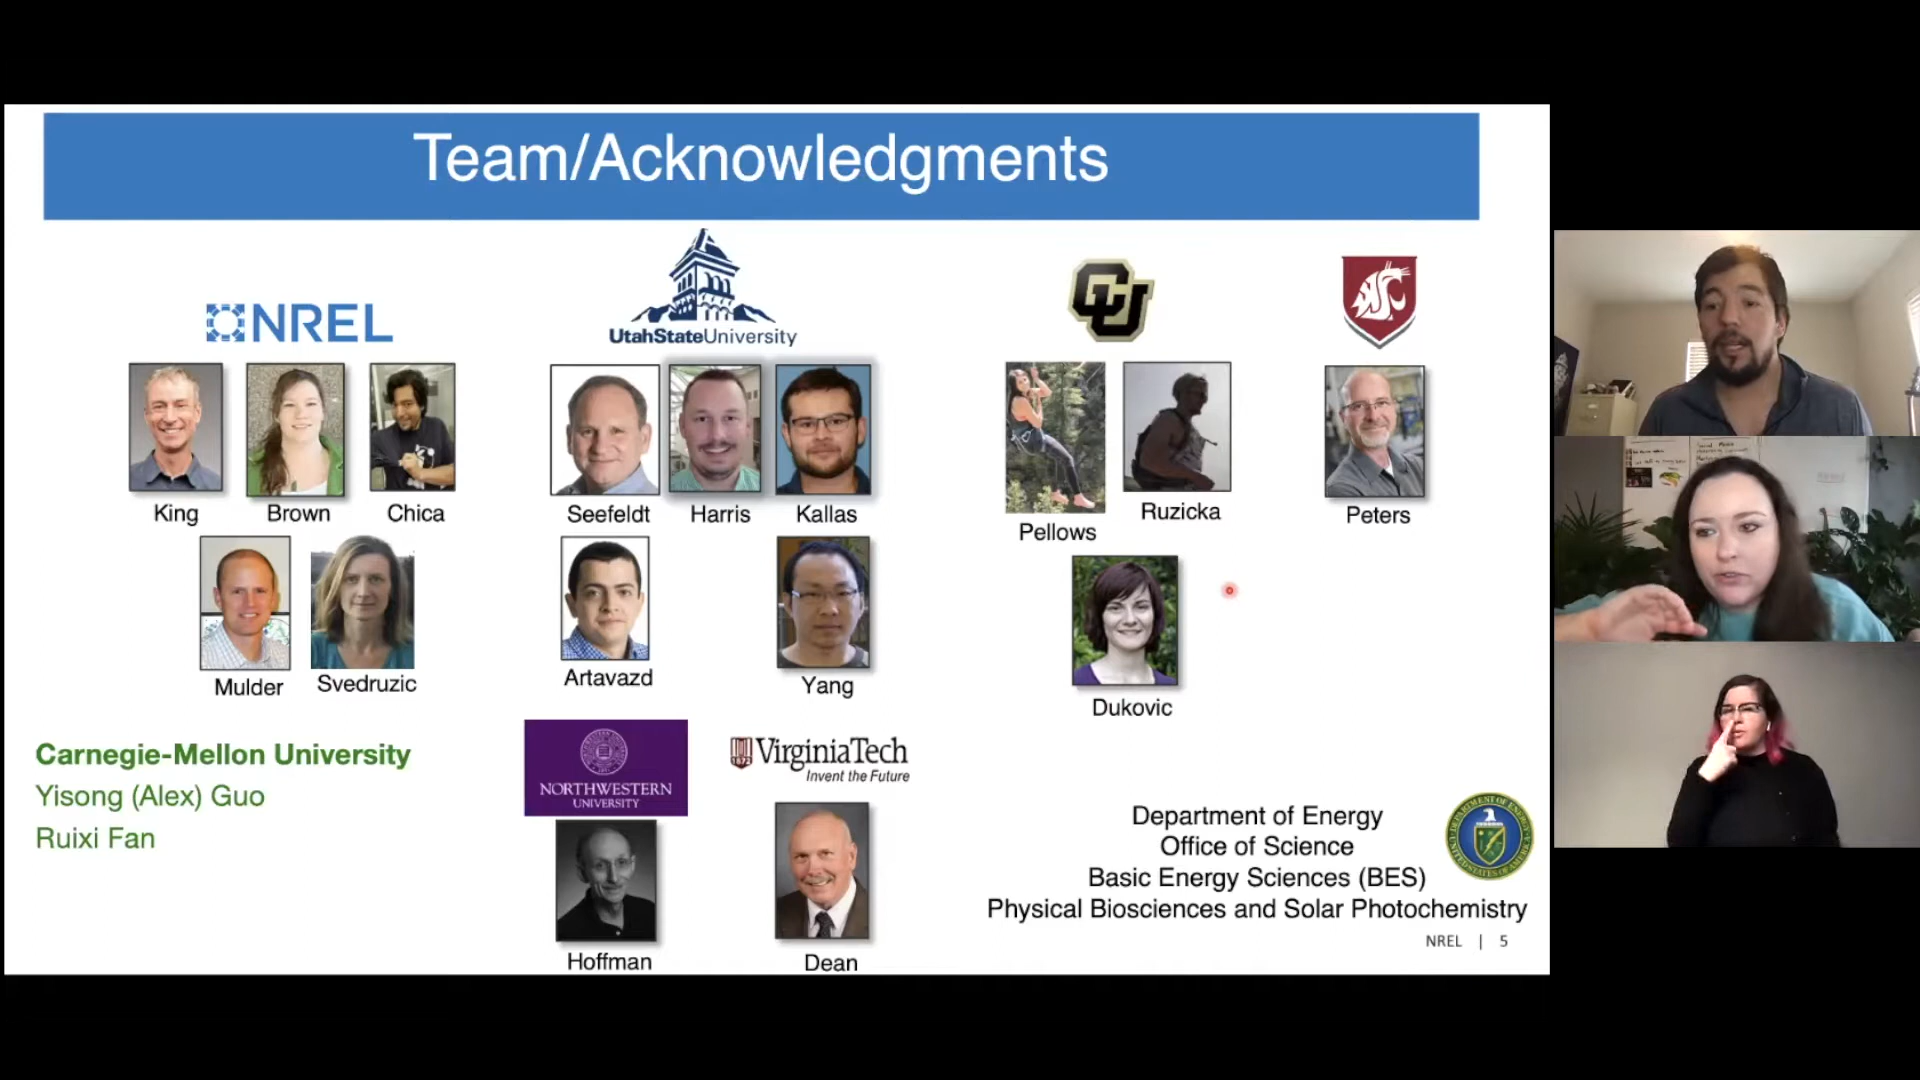 Team/Acknowledgments
NREL
UtahStateUniversity
CU
King
Brown
Chica
Seefeldt
Harris
Kallas
Pellows
Ruzicka
Peters
Mulder
Svedruzic
Artavazd
Yang
Dukovic
Carnegie-Mellon University
Yisong (Alex) Guo
Ruixi Fan
NORTHWESTERN
UNIVERSITY
1872
VirginiaTech
Invent the Future
Hoffman
Dean
Department of Energy
Office of Science
Basic Energy Sciences (BES)
Physical Biosciences and Solar Photochemistry
NREL | 5